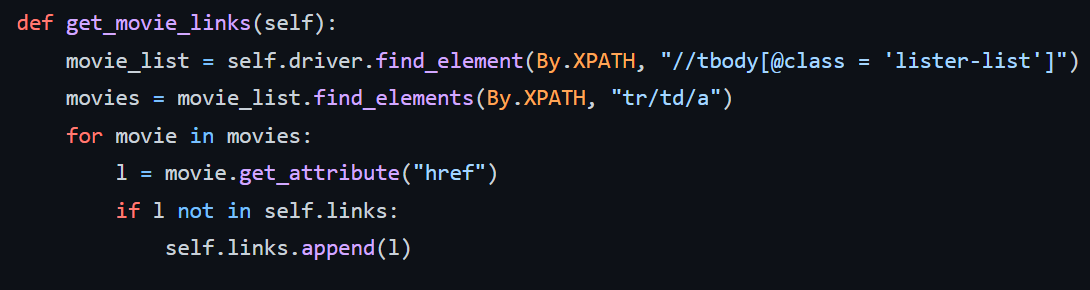 def get_movie_links(self):
    movie_list = self.driver.find_element(By.XPATH, "//tbody[@class = 'lister-list']")
    movies = movie_list.find_elements(By.XPATH, "tr/td/a")
    for movie in movies:
        l = movie.get_attribute("href")
        if l not in self.links:
            self.links.append(l)